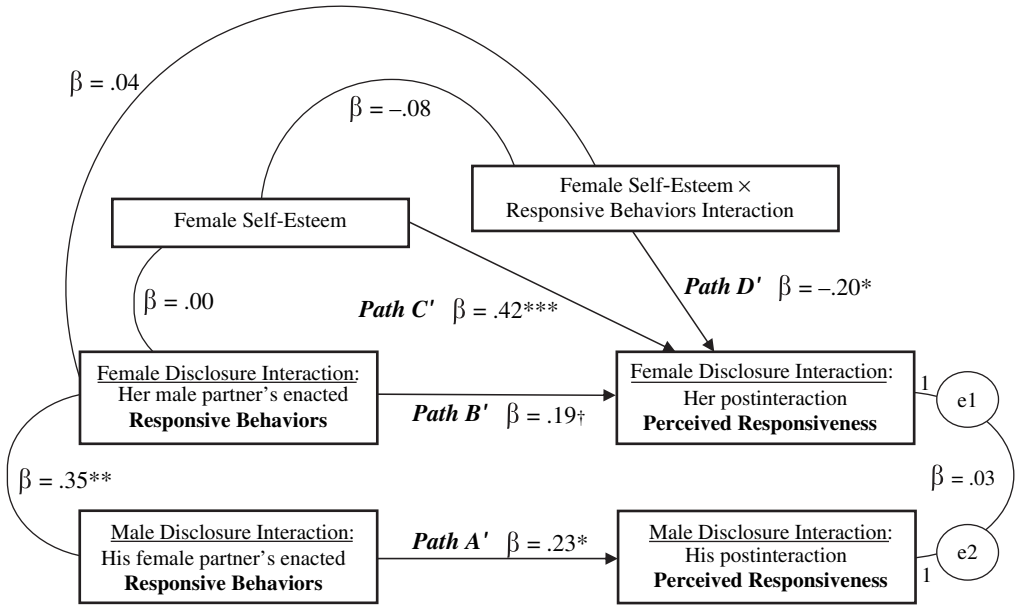 β = .04
β = –.08
Female Self-Esteem ×
Responsive Behaviors Interaction
Female Self-Esteem
Path D' β = –.20*
β = .00
Path C' β = .42***
Female Disclosure Interaction:
Her male partner's enacted
Responsive Behaviors
Path B' β = .19†
Female Disclosure Interaction:
Her postinteraction
Perceived Responsiveness
1
e1
β = .35**
β = .03
Male Disclosure Interaction:
His female partner's enacted
Responsive Behaviors
Path A' β = .23*
Male Disclosure Interaction:
His postinteraction
Perceived Responsiveness
e2
1